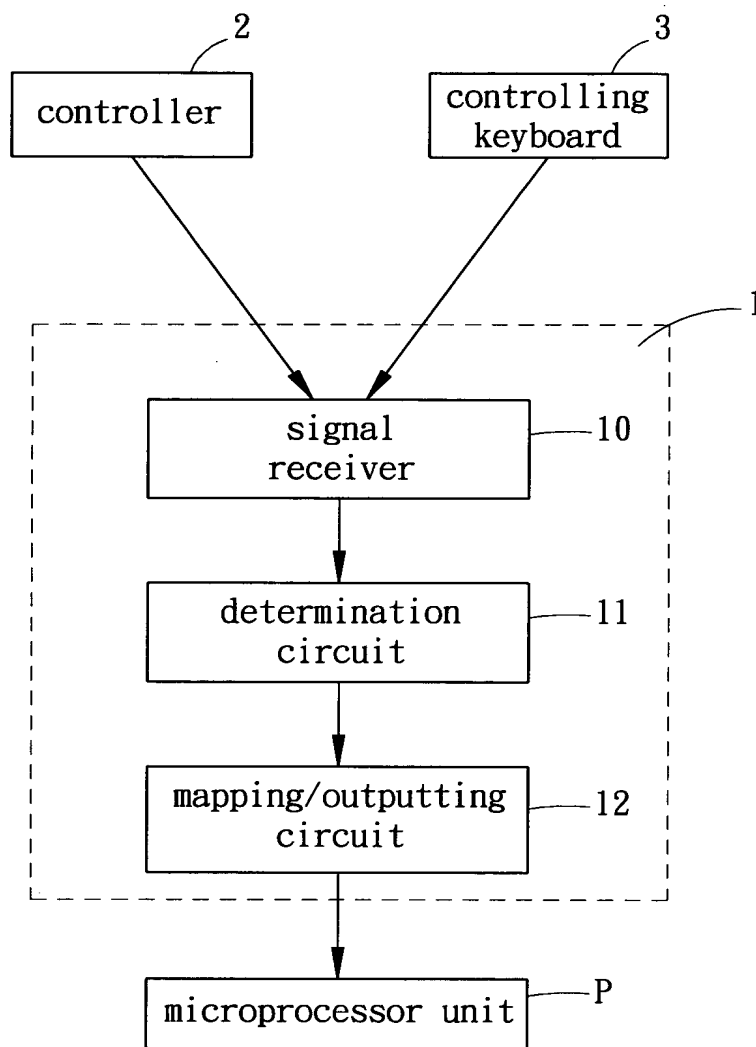 2
3
controller
controlling
keyboard
1
signal
receiver
10
determination
circuit
11
mapping/outputting
circuit
12
microprocessor unit
P